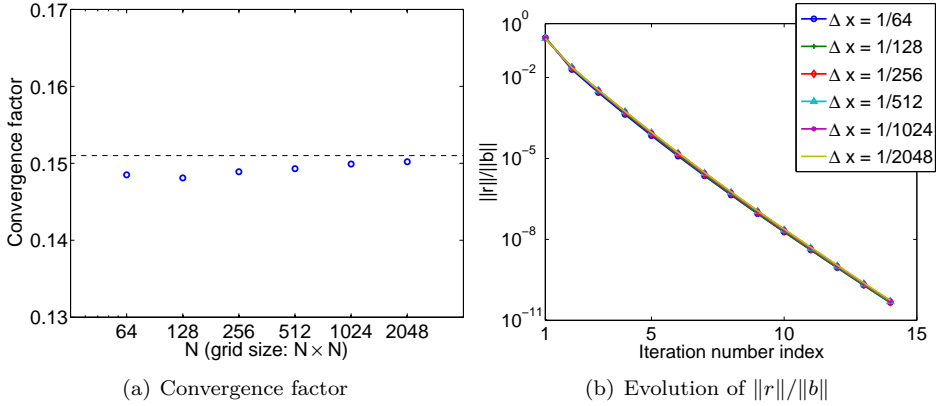 0.17
0.16
0.15
0.14
0.13
Convergence factor
64 128 256 512 1024 2048
N (grid size: N × N)
(a) Convergence factor
10^0
10^-2
10^-5
10^-8
10^-11
||r||/||b||
1 5 10 15
Iteration number index
Δ x = 1/64
Δ x = 1/128
Δ x = 1/256
Δ x = 1/512
Δ x = 1/1024
Δ x = 1/2048
(b) Evolution of ‖r‖/‖b‖